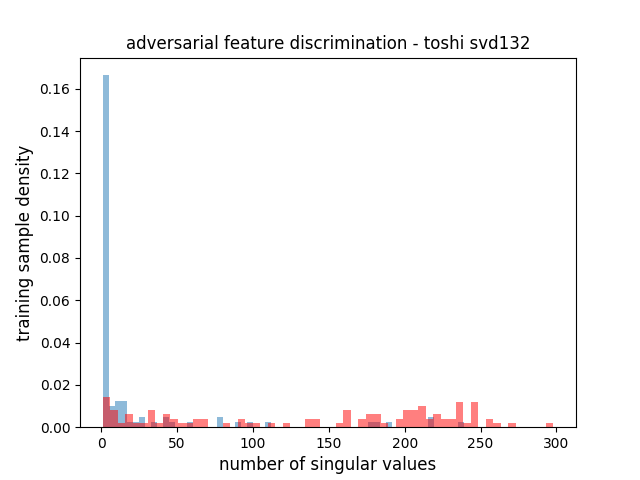 adversarial feature discrimination - toshi svd132
training sample density
0.16
0.14
0.12
0.10
0.08
0.06
0.04
0.02
0.00
0 50 100 150 200 250 300
number of singular values